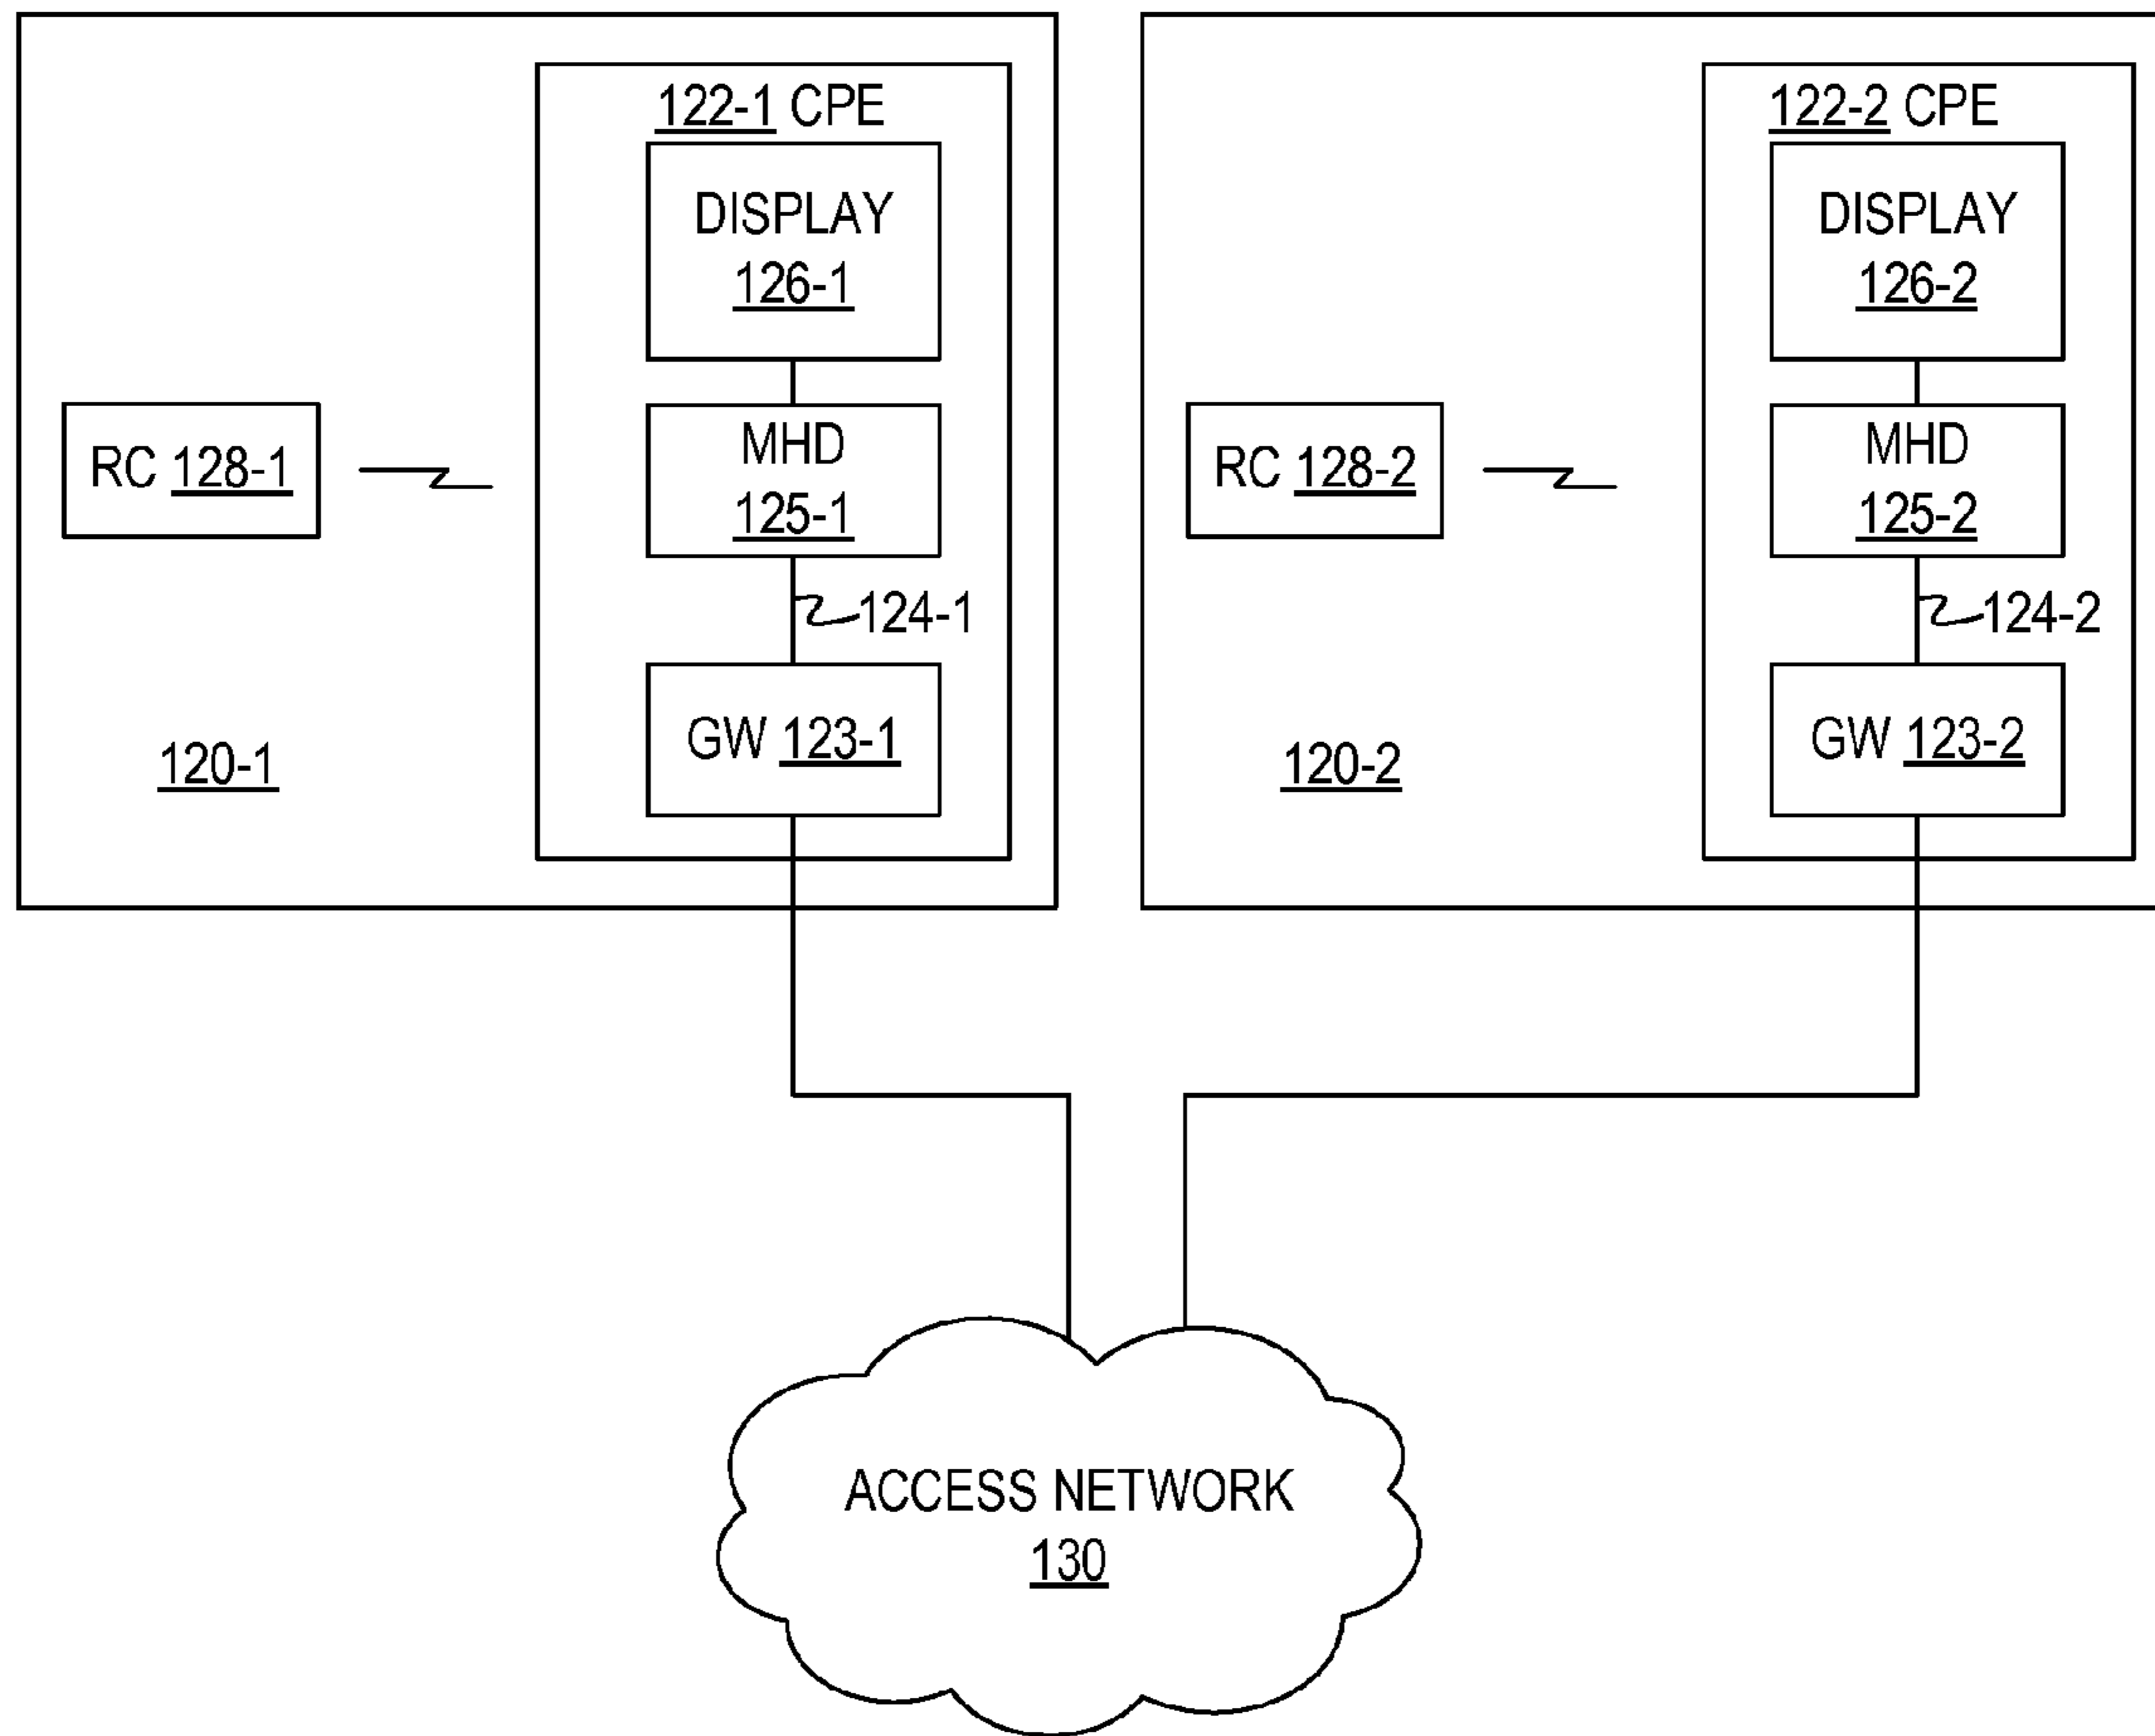 122-1 CPE
DISPLAY
126-1
RC 128-1
MHD
125-1
124-1
GW 123-1
120-1
122-2 CPE
DISPLAY
126-2
RC 128-2
MHD
125-2
124-2
GW 123-2
120-2
ACCESS NETWORK
130